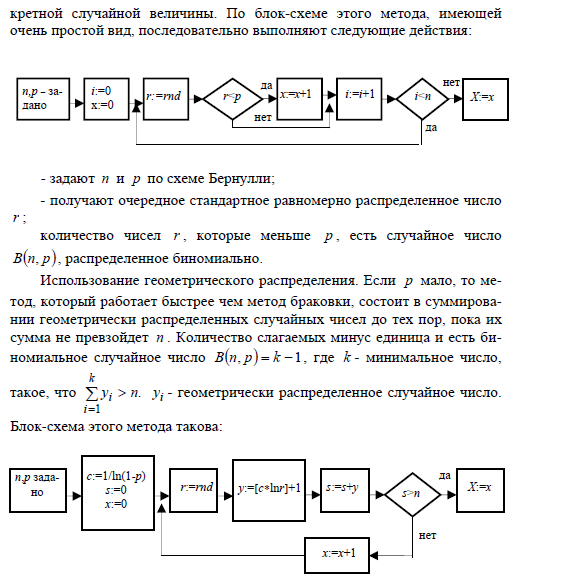 кретной случайной величины. По блок-схеме этого метода, имеющей
очень простой вид, последовательно выполняют следующие действия:
n,p – за-
дано
i:=0
x:=0
r:=rnd
r<p
да
нет
x:=x+1
i:=i+1
i<n
нет
да
X:=x
- задают n и p по схеме Бернулли;
- получают очередное стандартное равномерно распределенное число
r ;
количество чисел r , которые меньше p , есть случайное число
B(n, p), распределенное биномиально.
Использование геометрического распределения. Если p мало, то ме-
тод, который работает быстрее чем метод браковки, состоит в суммирова-
нии геометрически распределенных случайных чисел до тех пор, пока их
сумма не превзойдет n . Количество слагаемых минус единица и есть би-
номиальное случайное число B(n, p) = k − 1, где k - минимальное число,
такое, что ∑_{i=1}^{k} y_i > n. y_i - геометрически распределенное случайное число.
Блок-схема этого метода такова:
n,p зада-
но
c:=1/ln(1-p)
s:=0
x:=0
r:=rnd
y:=[c*lnr]+1
s:=s+y
s>n
да
нет
X:=x
x:=x+1